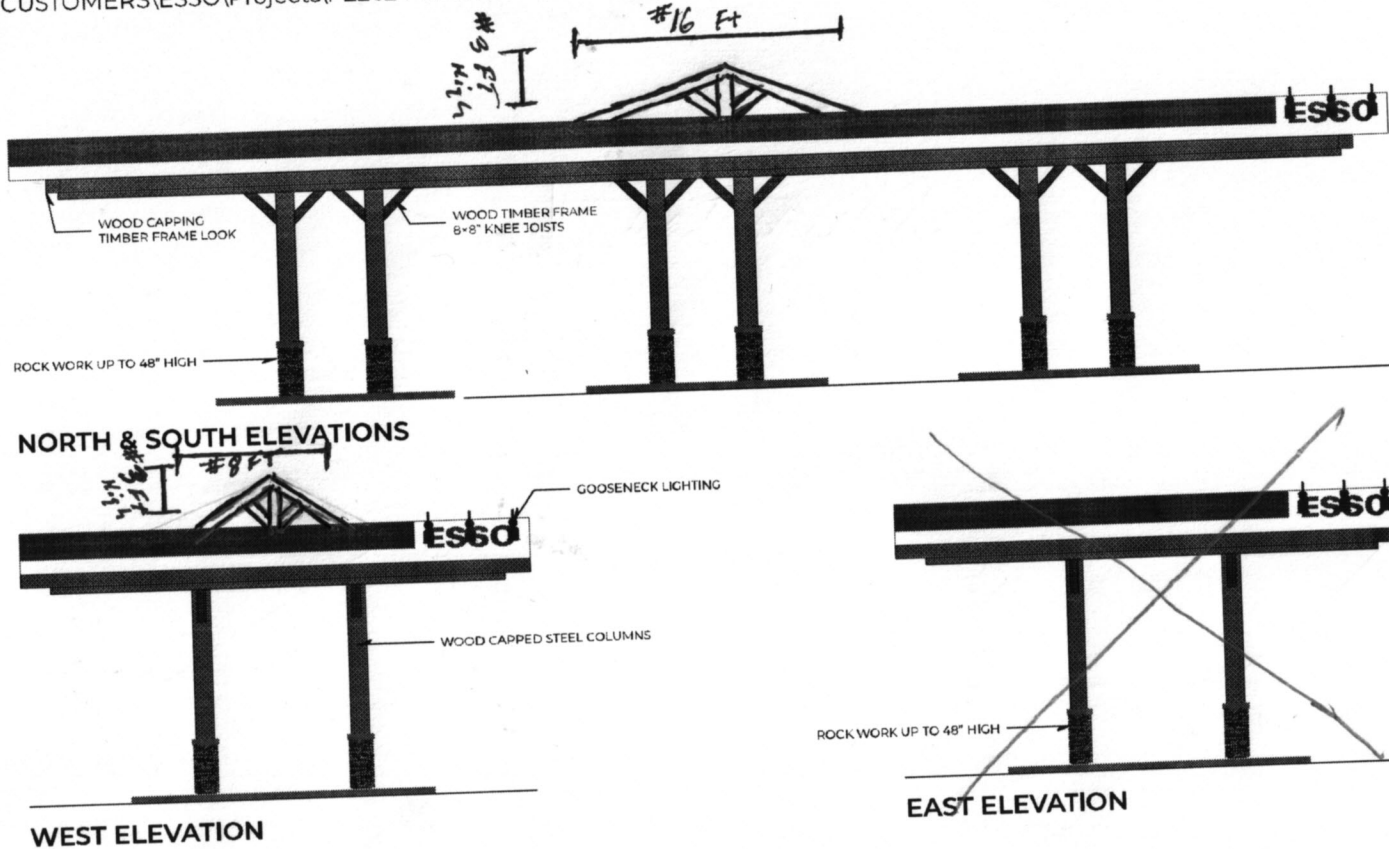 CUSTOMERS\ESSO\Projects\
#16 Ft
#3 FT
High
ESSO
WOOD CAPPING
TIMBER FRAME LOOK
WOOD TIMBER FRAME
8×8" KNEE JOISTS
ROCK WORK UP TO 48" HIGH
NORTH & SOUTH ELEVATIONS
#8 FT
#3 FT
High
GOOSENECK LIGHTING
ESSO
ESSO
WOOD CAPPED STEEL COLUMNS
ROCK WORK UP TO 48" HIGH
WEST ELEVATION
EAST ELEVATION